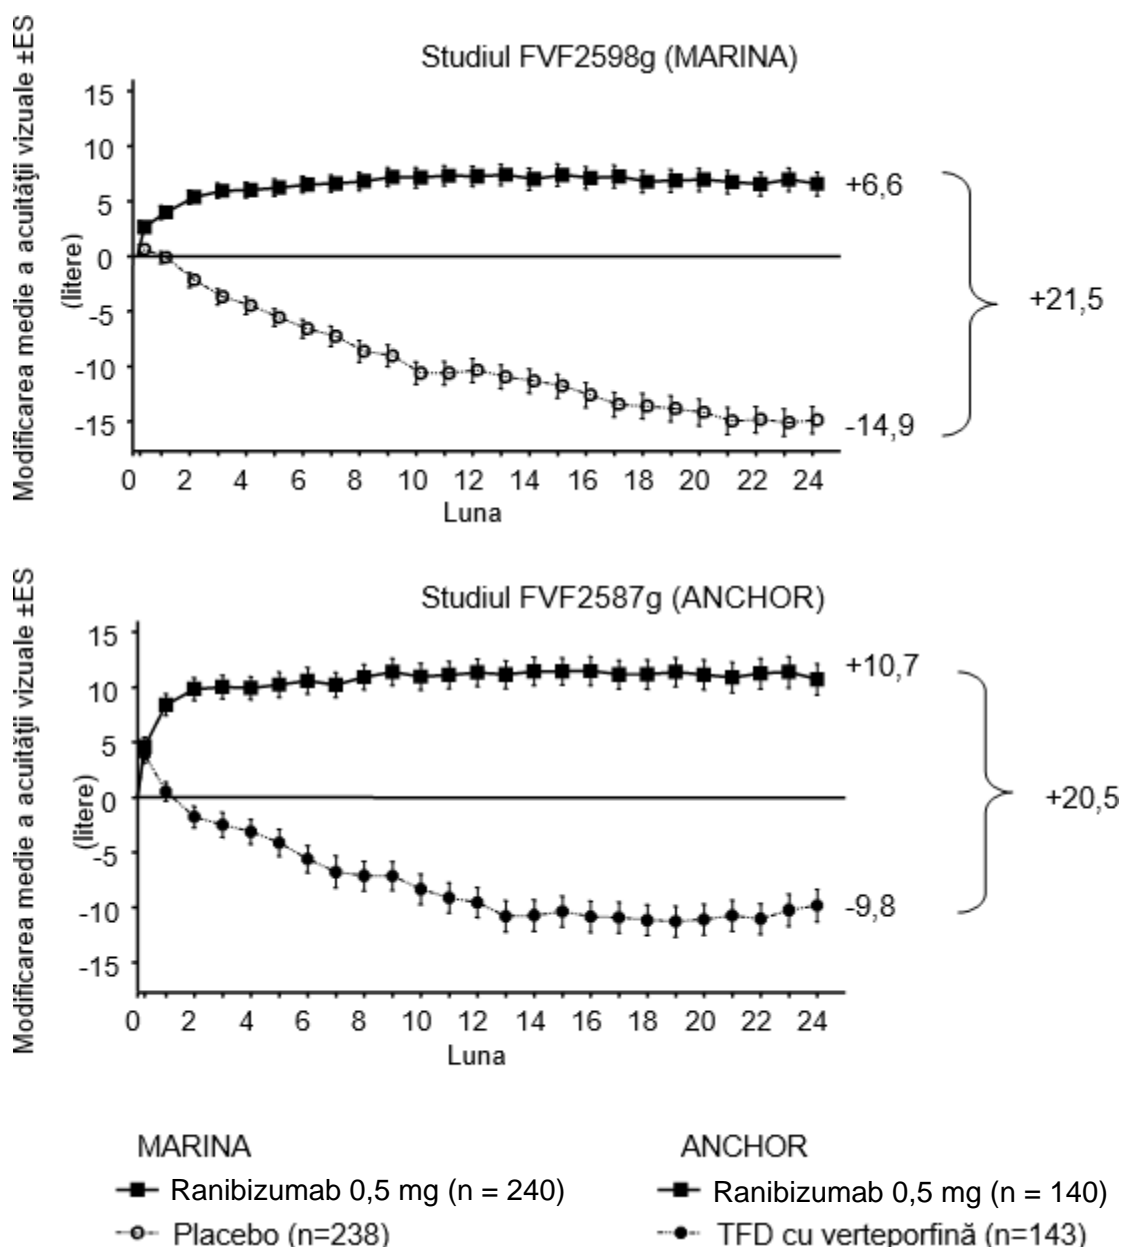 Studiul FVF2598g (MARINA)
Modificarea medie a acuităţii vizuale ±ES
(litere)
15
10
5
0
-5
-10
-15
+6,6
-14,9
+21,5
0 2 4 6 8 10 12 14 16 18 20 22 24
Luna
Studiul FVF2587g (ANCHOR)
Modificarea medie a acuităţii vizuale ±ES
(litere)
15
10
5
0
-5
-10
-15
+10,7
-9,8
+20,5
0 2 4 6 8 10 12 14 16 18 20 22 24
Luna
MARINA
Ranibizumab 0,5 mg (n = 240)
Placebo (n=238)
ANCHOR
Ranibizumab 0,5 mg (n = 140)
TFD cu verteporfină (n=143)